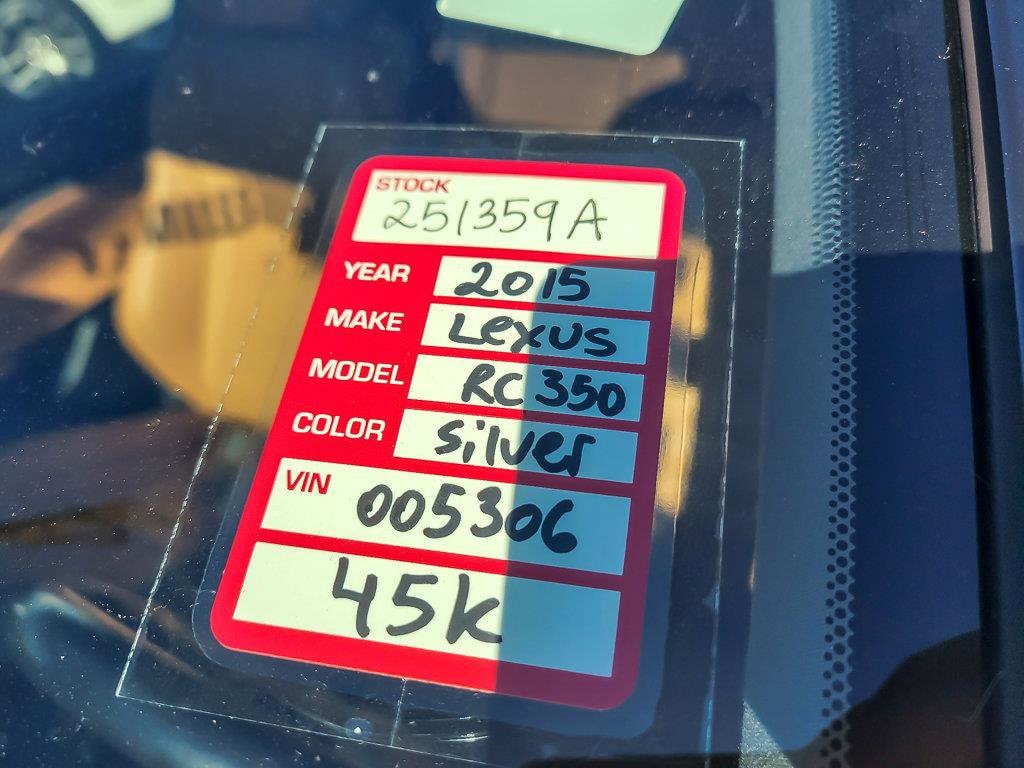 STOCK
251359A
YEAR 2015
MAKE Lexus
MODEL RC 350
COLOR Silver
VIN 005306
45k